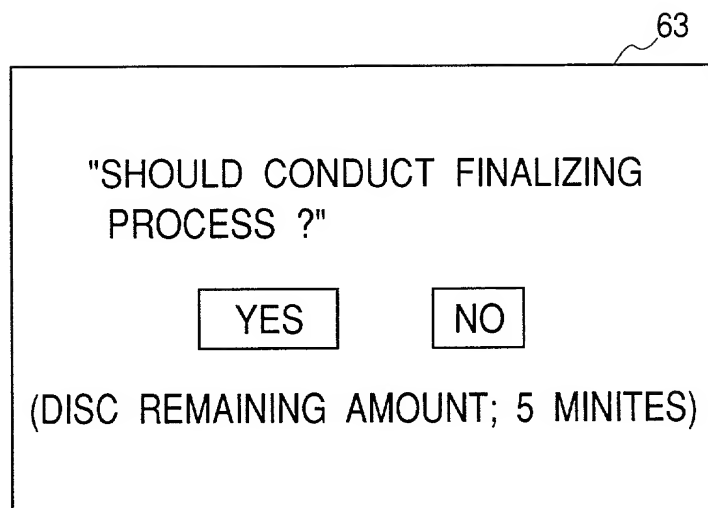 63
"SHOULD CONDUCT FINALIZING
PROCESS ?"
YES NO
(DISC REMAINING AMOUNT; 5 MINITES)